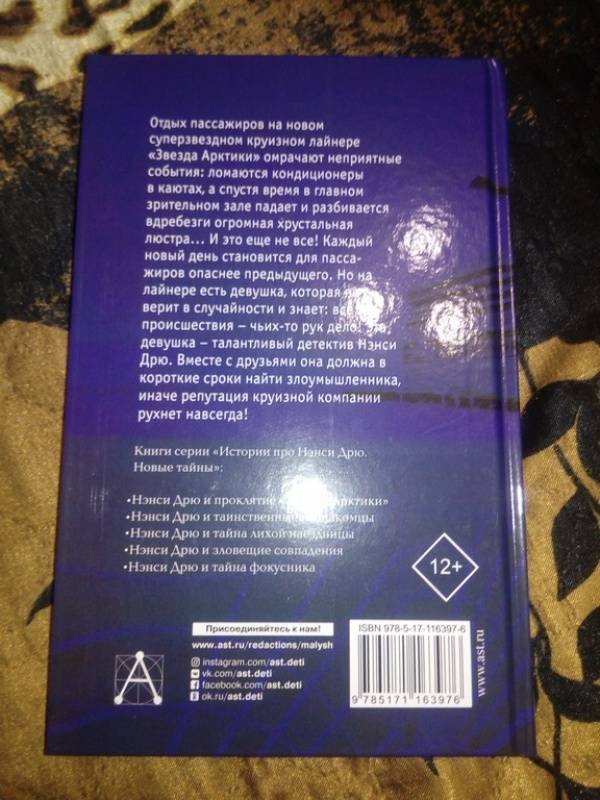 Отдых пассажиров на новом
суперзвездном круизном лайнере
«Звезда Арктики» омрачают неприятные
события: ломаются кондиционеры
в каютах, а спустя время в главном
зрительном зале падает и разбивается
вдребезги огромная хрустальная
люстра... И это еще не все! Каждый
новый день становится для пасса-
жиров опаснее предыдущего. Но на
лайнере есть девушка, которая не
верит в случайности и знает: все
происшествия – чьих-то рук дело! Эта
девушка – талантливый детектив Нэнси
Дрю. Вместе с друзьями она должна в
короткие сроки найти злоумышленника,
иначе репутация круизной компании
рухнет навсегда!
Книги серии «Истории про Нэнси Дрю.
Новые тайны»:
•Нэнси Дрю и проклятие Арктики»
•Нэнси Дрю и таинственные незнакомцы
•Нэнси Дрю и тайна лихой наездницы
•Нэнси Дрю и зловещие совпадения
•Нэнси Дрю и тайна фокусника
12+
Присоединяйтесь к нам!
www.ast.ru/redactions/malysh
instagram.com/ast.deti
vk.com/ast.deti
facebook.com/ast.deti
ok.ru/ast.deti
ISBN 978-5-17-116397-6
9 785171 163976
www.ast.ru